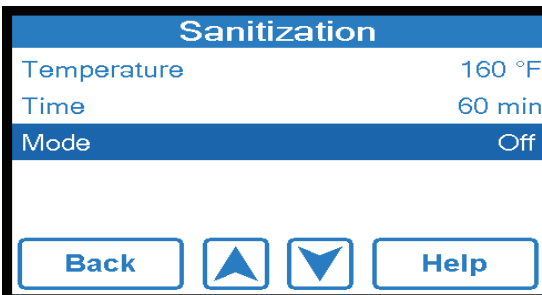 Sanitization
Temperature 160 °F
Time 60 min
Mode Off
Back Help